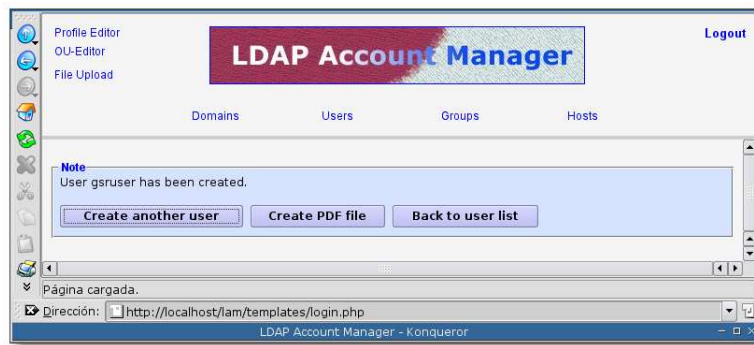 Profile Editor
OU-Editor
File Upload
LDAP Account Manager
Logout
Domains Users Groups Hosts
Note
User gsruser has been created.
Create another user Create PDF file Back to user list
Página cargada.
Dirección: http://localhost/lam/templates/login.php
LDAP Account Manager - Konqueror